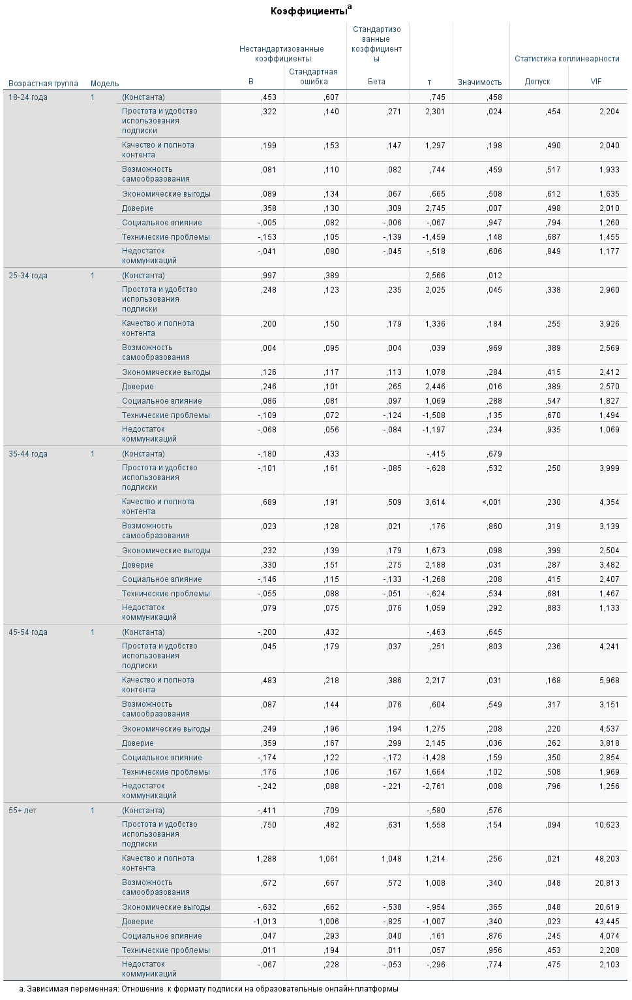 Коэффициентыa
Нестандартизованные коэффициенты Стандартизо ванные коэффициент ы Статистика коллинеарности
Возрастная группа Модель B Стандартная ошибка Бета т Значимость Допуск VIF
18-24 года 1 (Константа) ,453 ,607 ,745 ,458
Простота и удобство использования подписки ,322 ,140 ,271 2,301 ,024 ,454 2,204
Качество и полнота контента ,199 ,153 ,147 1,297 ,198 ,490 2,040
Возможность самообразования ,081 ,110 ,082 ,744 ,459 ,517 1,933
Экономические выгоды ,089 ,134 ,067 ,665 ,508 ,612 1,635
Доверие ,358 ,130 ,309 2,745 ,007 ,498 2,010
Социальное влияние -,005 ,082 -,006 -,067 ,947 ,794 1,260
Технические проблемы -,153 ,105 -,139 -1,459 ,148 ,687 1,455
Недостаток коммуникаций -,041 ,080 -,045 -,518 ,606 ,849 1,177
25-34 года 1 (Константа) ,997 ,389 2,566 ,012
Простота и удобство использования подписки ,248 ,123 ,235 2,025 ,045 ,338 2,960
Качество и полнота контента ,200 ,150 ,179 1,336 ,184 ,255 3,926
Возможность самообразования ,004 ,095 ,004 ,039 ,969 ,389 2,569
Экономические выгоды ,126 ,117 ,113 1,078 ,284 ,415 2,412
Доверие ,246 ,101 ,265 2,446 ,016 ,389 2,570
Социальное влияние ,086 ,081 ,097 1,069 ,288 ,547 1,827
Технические проблемы -,109 ,072 -,124 -1,508 ,135 ,670 1,494
Недостаток коммуникаций -,068 ,056 -,084 -1,197 ,234 ,935 1,069
35-44 года 1 (Константа) -,180 ,433 -,415 ,679
Простота и удобство использования подписки -,101 ,161 -,085 -,628 ,532 ,250 3,999
Качество и полнота контента ,689 ,191 ,509 3,614 <,001 ,230 4,354
Возможность самообразования ,023 ,128 ,021 ,176 ,860 ,319 3,139
Экономические выгоды ,232 ,139 ,179 1,673 ,098 ,399 2,504
Доверие ,330 ,151 ,275 2,188 ,031 ,287 3,482
Социальное влияние -,146 ,115 -,133 -1,268 ,208 ,415 2,407
Технические проблемы -,055 ,088 -,051 -,624 ,534 ,681 1,467
Недостаток коммуникаций ,079 ,075 ,076 1,059 ,292 ,883 1,133
45-54 года 1 (Константа) -,200 ,432 -,463 ,645
Простота и удобство использования подписки ,045 ,179 ,037 ,251 ,803 ,236 4,241
Качество и полнота контента ,483 ,218 ,386 2,217 ,031 ,168 5,968
Возможность самообразования ,087 ,144 ,076 ,604 ,549 ,317 3,151
Экономические выгоды ,249 ,196 ,194 1,275 ,208 ,220 4,537
Доверие ,359 ,167 ,299 2,145 ,036 ,262 3,818
Социальное влияние -,174 ,122 -,172 -1,428 ,159 ,350 2,854
Технические проблемы ,176 ,106 ,167 1,664 ,102 ,508 1,969
Недостаток коммуникаций -,242 ,088 -,221 -2,761 ,008 ,796 1,256
55+ лет 1 (Константа) -,411 ,709 -,580 ,576
Простота и удобство использования подписки ,750 ,482 ,631 1,558 ,154 ,094 10,623
Качество и полнота контента 1,288 1,061 1,048 1,214 ,256 ,021 48,203
Возможность самообразования ,672 ,667 ,572 1,008 ,340 ,048 20,813
Экономические выгоды -,632 ,662 -,538 -,954 ,365 ,048 20,619
Доверие -1,013 1,006 -,825 -1,007 ,340 ,023 43,445
Социальное влияние ,047 ,293 ,040 ,161 ,876 ,245 4,074
Технические проблемы ,011 ,194 ,011 ,057 ,956 ,453 2,208
Недостаток коммуникаций -,067 ,228 -,053 -,296 ,774 ,475 2,103
a. Зависимая переменная: Отношение к формату подписки на образовательные онлайн-платформы